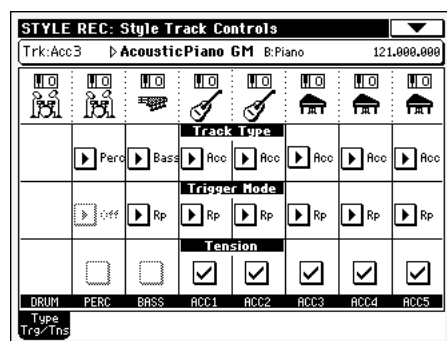 STYLE REC: Style Track Controls
Trk:Acc3 AcousticPiano GM B:Piano 121.000.000
Track Type
Perc Bass Acc Acc Acc Acc Acc
Trigger Mode
Off Rp Rp Rp Rp Rp Rp
Tension
DRUM PERC BASS ACC1 ACC2 ACC3 ACC4 ACC5
Type
Trg/Tns